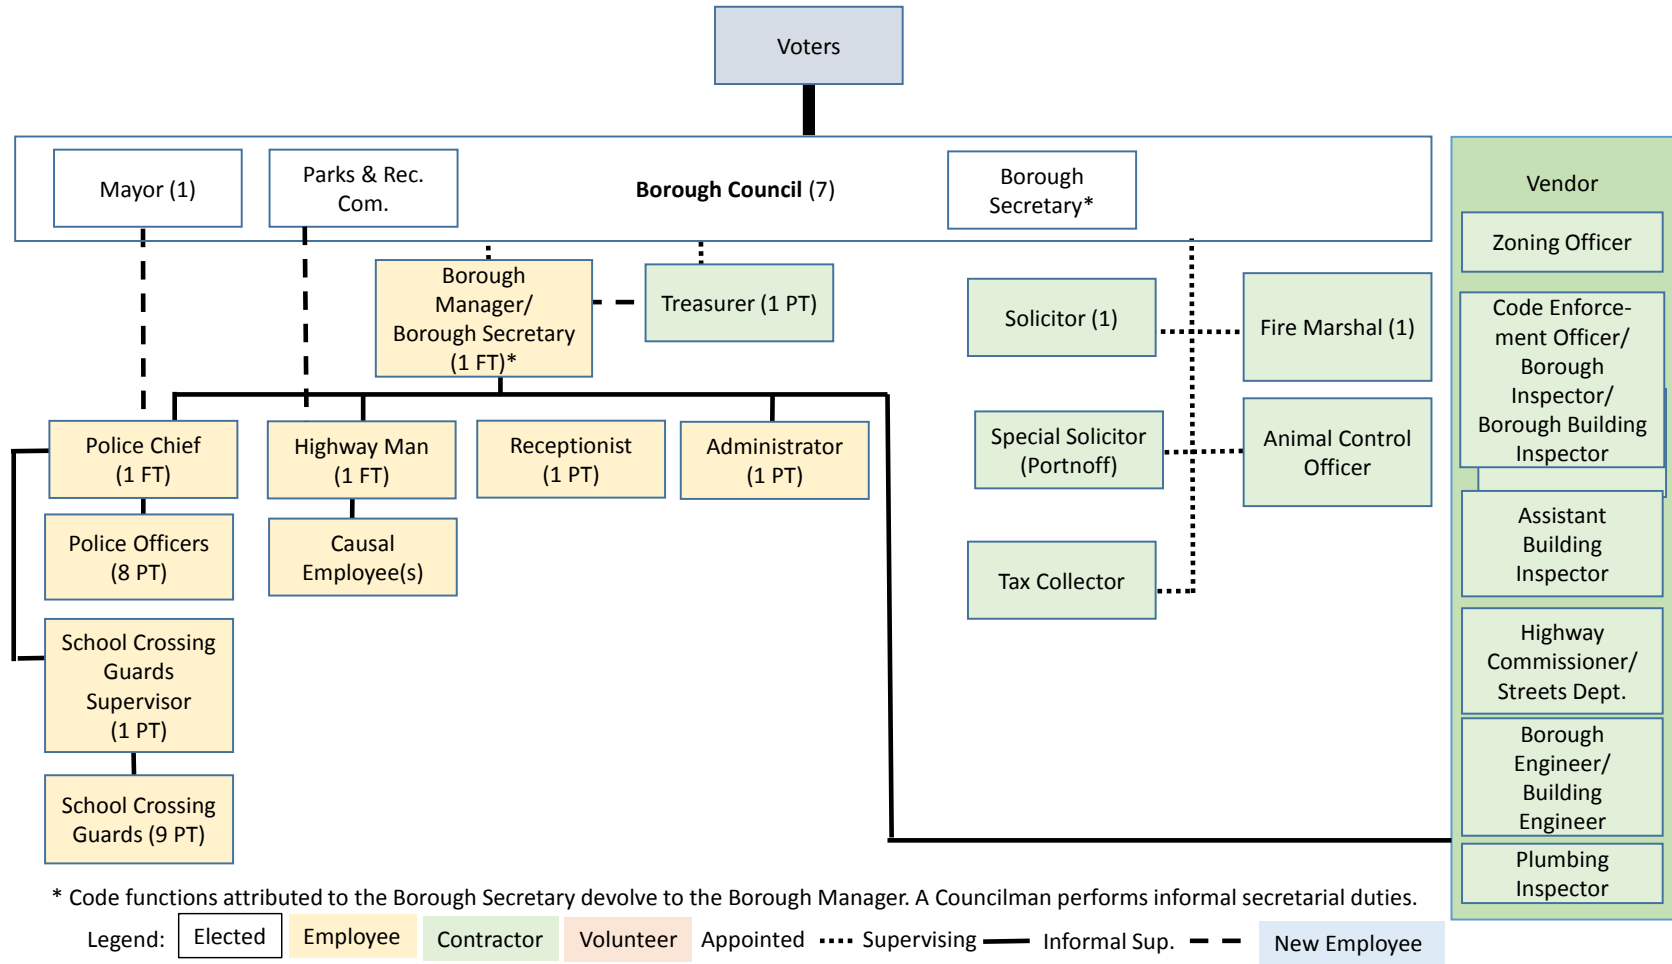 Voters
Mayor (1)
Parks & Rec.
Com.
Borough Council (7)
Borough
Secretary*
Borough
Manager/
Borough Secretary
(1 FT)*
Treasurer (1 PT)
Solicitor (1)
Fire Marshal (1)
Special Solicitor
(Portnoff)
Animal Control
Officer
Tax Collector
Police Chief
(1 FT)
Highway Man
(1 FT)
Receptionist
(1 PT)
Administrator
(1 PT)
Police Officers
(8 PT)
Causal
Employee(s)
School Crossing
Guards
Supervisor
(1 PT)
School Crossing
Guards (9 PT)
Vendor
Zoning Officer
Code Enforce-
ment Officer/
Borough
Inspector/
Borough Building
Inspector
Assistant
Building
Inspector
Highway
Commissioner/
Streets Dept.
Borough
Engineer/
Building
Engineer
Plumbing
Inspector
* Code functions attributed to the Borough Secretary devolve to the Borough Manager. A Councilman performs informal secretarial duties.
Legend: Elected Employee Contractor Volunteer Appointed Supervising Informal Sup. New Employee